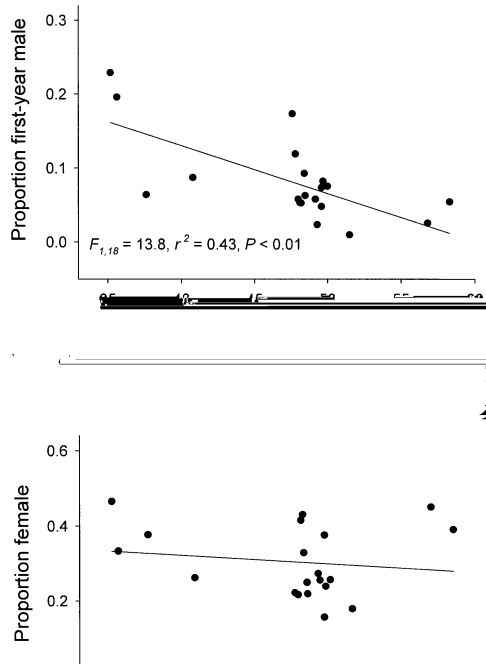 Proportion first-year male
0.3
0.2
0.1
0.0
F1,18 = 13.8, r2 = 0.43, P < 0.01
Proportion female
0.6
0.4
0.2